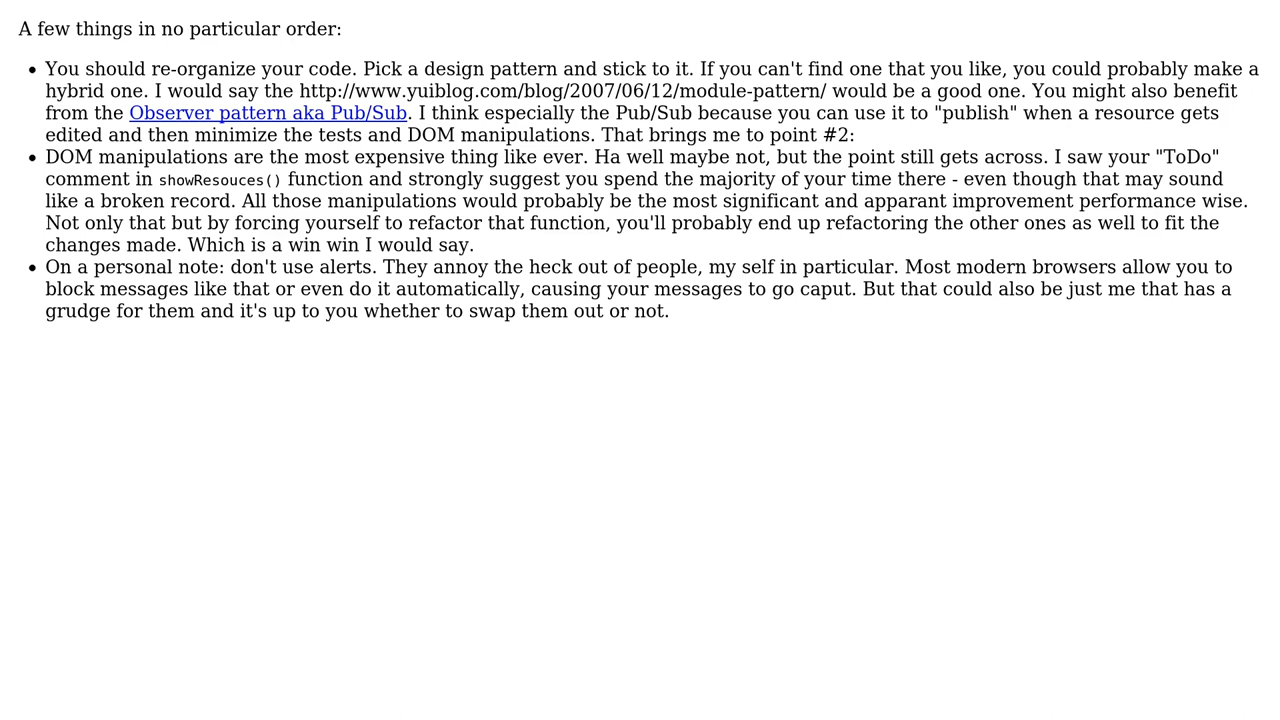 A few things in no particular order:
• You should re-organize your code. Pick a design pattern and stick to it. If you can't find one that you like, you could probably make a
hybrid one. I would say the http://www.yuiblog.com/blog/2007/06/12/module-pattern/ would be a good one. You might also benefit
from the Observer pattern aka Pub/Sub. I think especially the Pub/Sub because you can use it to "publish" when a resource gets
edited and then minimize the tests and DOM manipulations. That brings me to point #2:
• DOM manipulations are the most expensive thing like ever. Ha well maybe not, but the point still gets across. I saw your "ToDo"
comment in showResouces() function and strongly suggest you spend the majority of your time there - even though that may sound
like a broken record. All those manipulations would probably be the most significant and apparant improvement performance wise.
Not only that but by forcing yourself to refactor that function, you'll probably end up refactoring the other ones as well to fit the
changes made. Which is a win win I would say.
• On a personal note: don't use alerts. They annoy the heck out of people, my self in particular. Most modern browsers allow you to
block messages like that or even do it automatically, causing your messages to go caput. But that could also be just me that has a
grudge for them and it's up to you whether to swap them out or not.